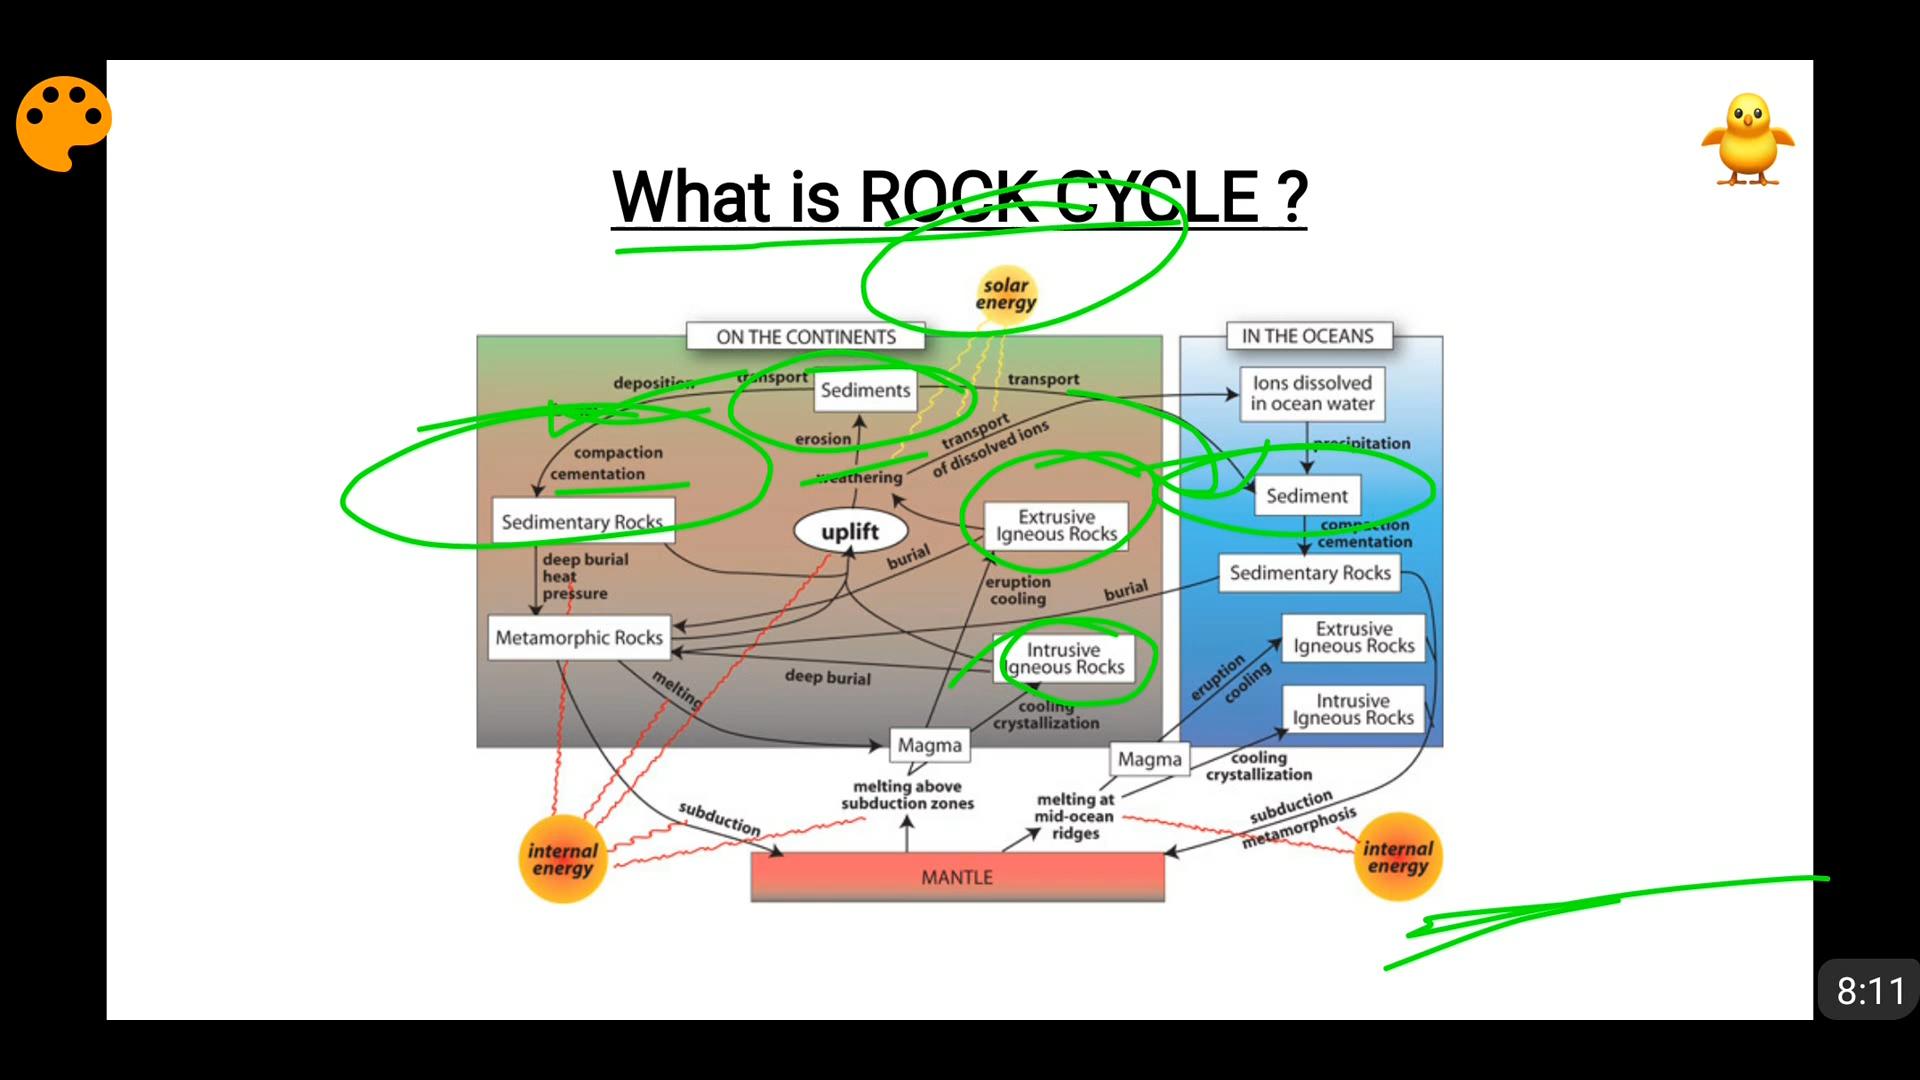 What is ROCK CYCLE ?
solar
energy
ON THE CONTINENTS
IN THE OCEANS
deposition
transport
Sediments
transport
Ions dissolved
in ocean water
erosion
transport
of dissolved ions
precipitation
compaction
cementation
weathering
Sediment
Sedimentary Rocks
uplift
Extrusive
Igneous Rocks
compaction
cementation
deep burial
heat
pressure
burial
eruption
cooling
burial
Sedimentary Rocks
Metamorphic Rocks
Intrusive
Igneous Rocks
Extrusive
Igneous Rocks
deep burial
melting
eruption
cooling
cooling
crystallization
Intrusive
Igneous Rocks
Magma
Magma
cooling
crystallization
melting above
subduction zones
melting at
mid-ocean
ridges
subduction
subduction
metamorphosis
internal
energy
internal
energy
MANTLE
8:11